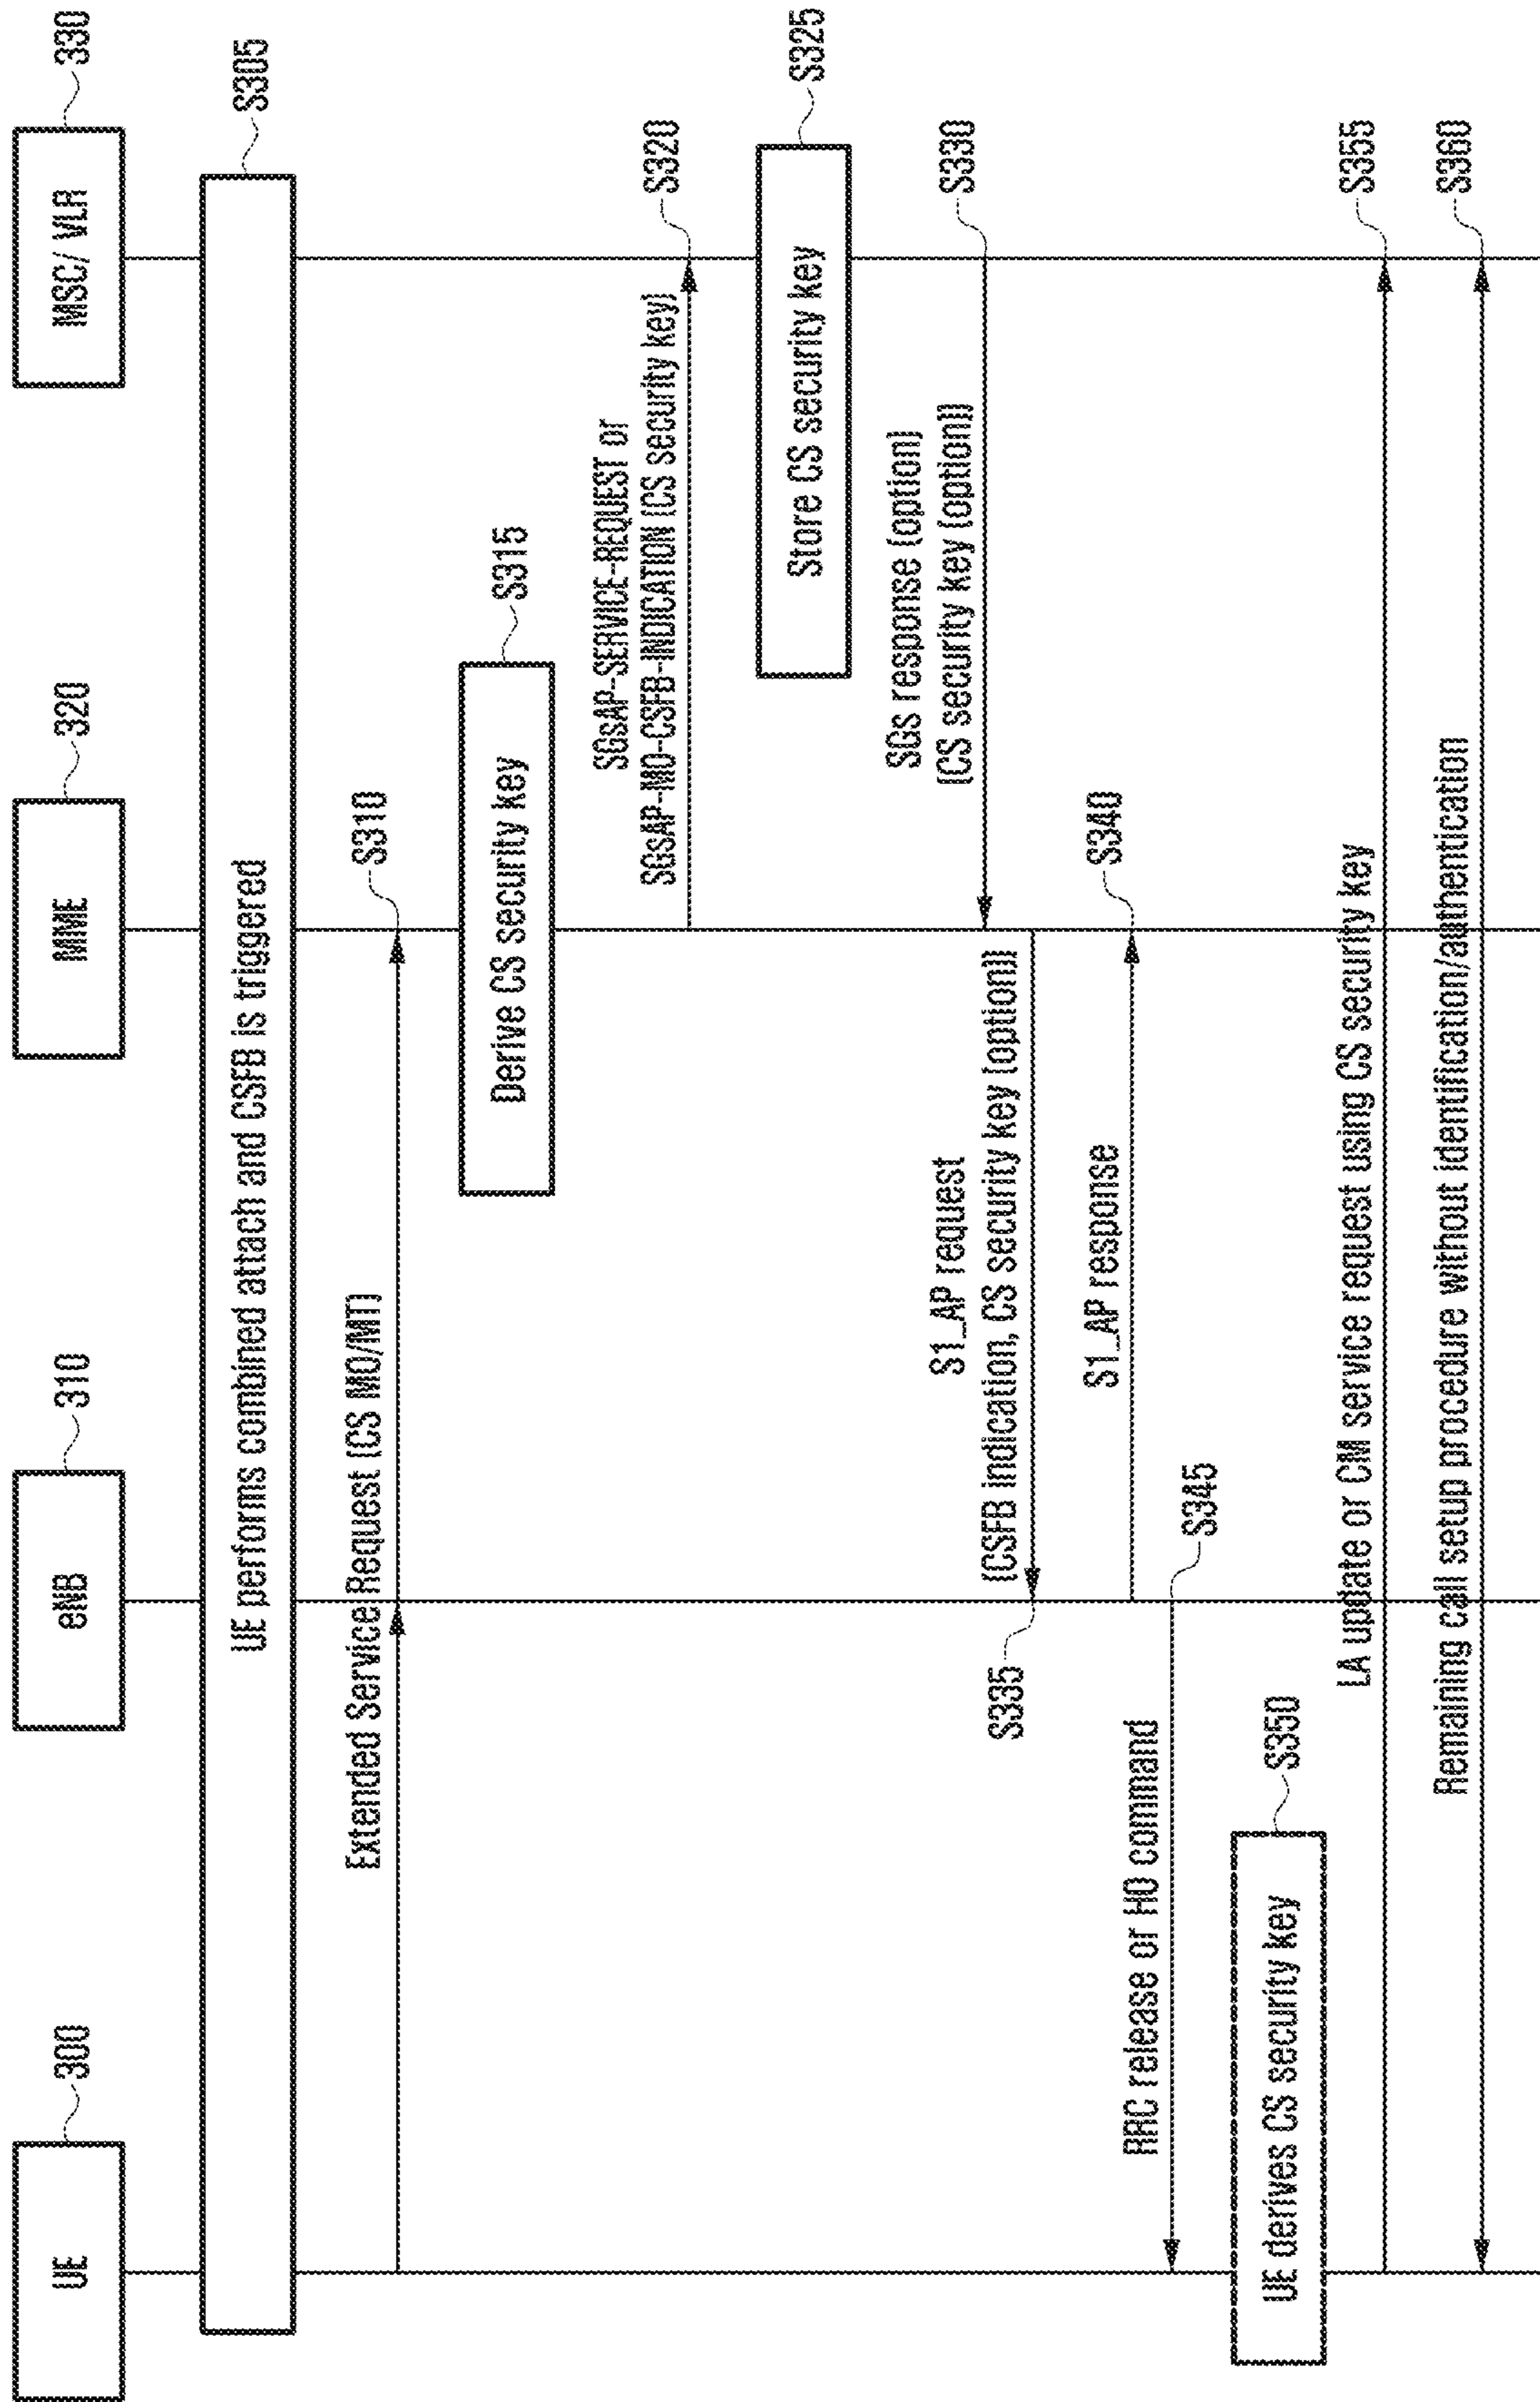 UE
300
eNB
310
MME
320
MSC/ VLR
330
UE performs combined attach and CSFB is triggered
S305
Extended Service Request (CS MO/MT)
S310
Derive CS security key
S315
SGsAP-SERVICE-REQUEST or
SGsAP-MO-CSFB-INDICATION (CS security key)
S320
Store CS security key
S325
SGs response (option)
(CS security key (option))
S330
S1_AP request
(CSFB indication, CS security key (option))
S335
S1_AP response
S340
RRC release or HO command
S345
UE derives CS security key
S350
LA update or CM service request using CS security key
S355
Remaining call setup procedure without identification/authentication
S360